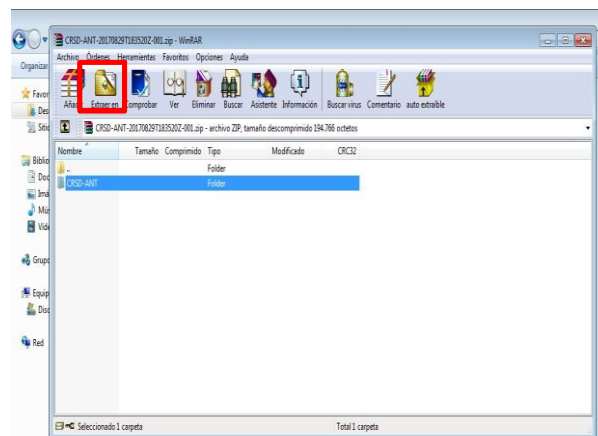 CRSD-ANT-20170829T183520Z-001.zip - WinRAR
Organizar
Archivo Órdenes Herramientas Favoritos Opciones Ayuda
Añadir Extraer en Comprobar Ver Eliminar Buscar Asistente Información Buscar virus Comentario auto extraíble
CRSD-ANT-20170829T183520Z-001.zip - archivo ZIP, tamaño descomprimido 194.766 octetos
Nombre Tamaño Comprimido Tipo Modificado CRC32
.. Folder
CRSD-ANT Folder
Favor
Des
Sitic
Biblio
Doc
Imá
Mús
Víde
Grupo
Equip
Disc
Red
Seleccionado 1 carpeta Total 1 carpeta